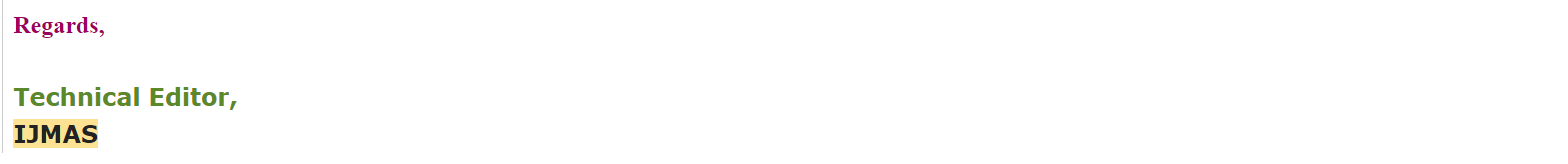 Regards,
Technical Editor,
IJMAS